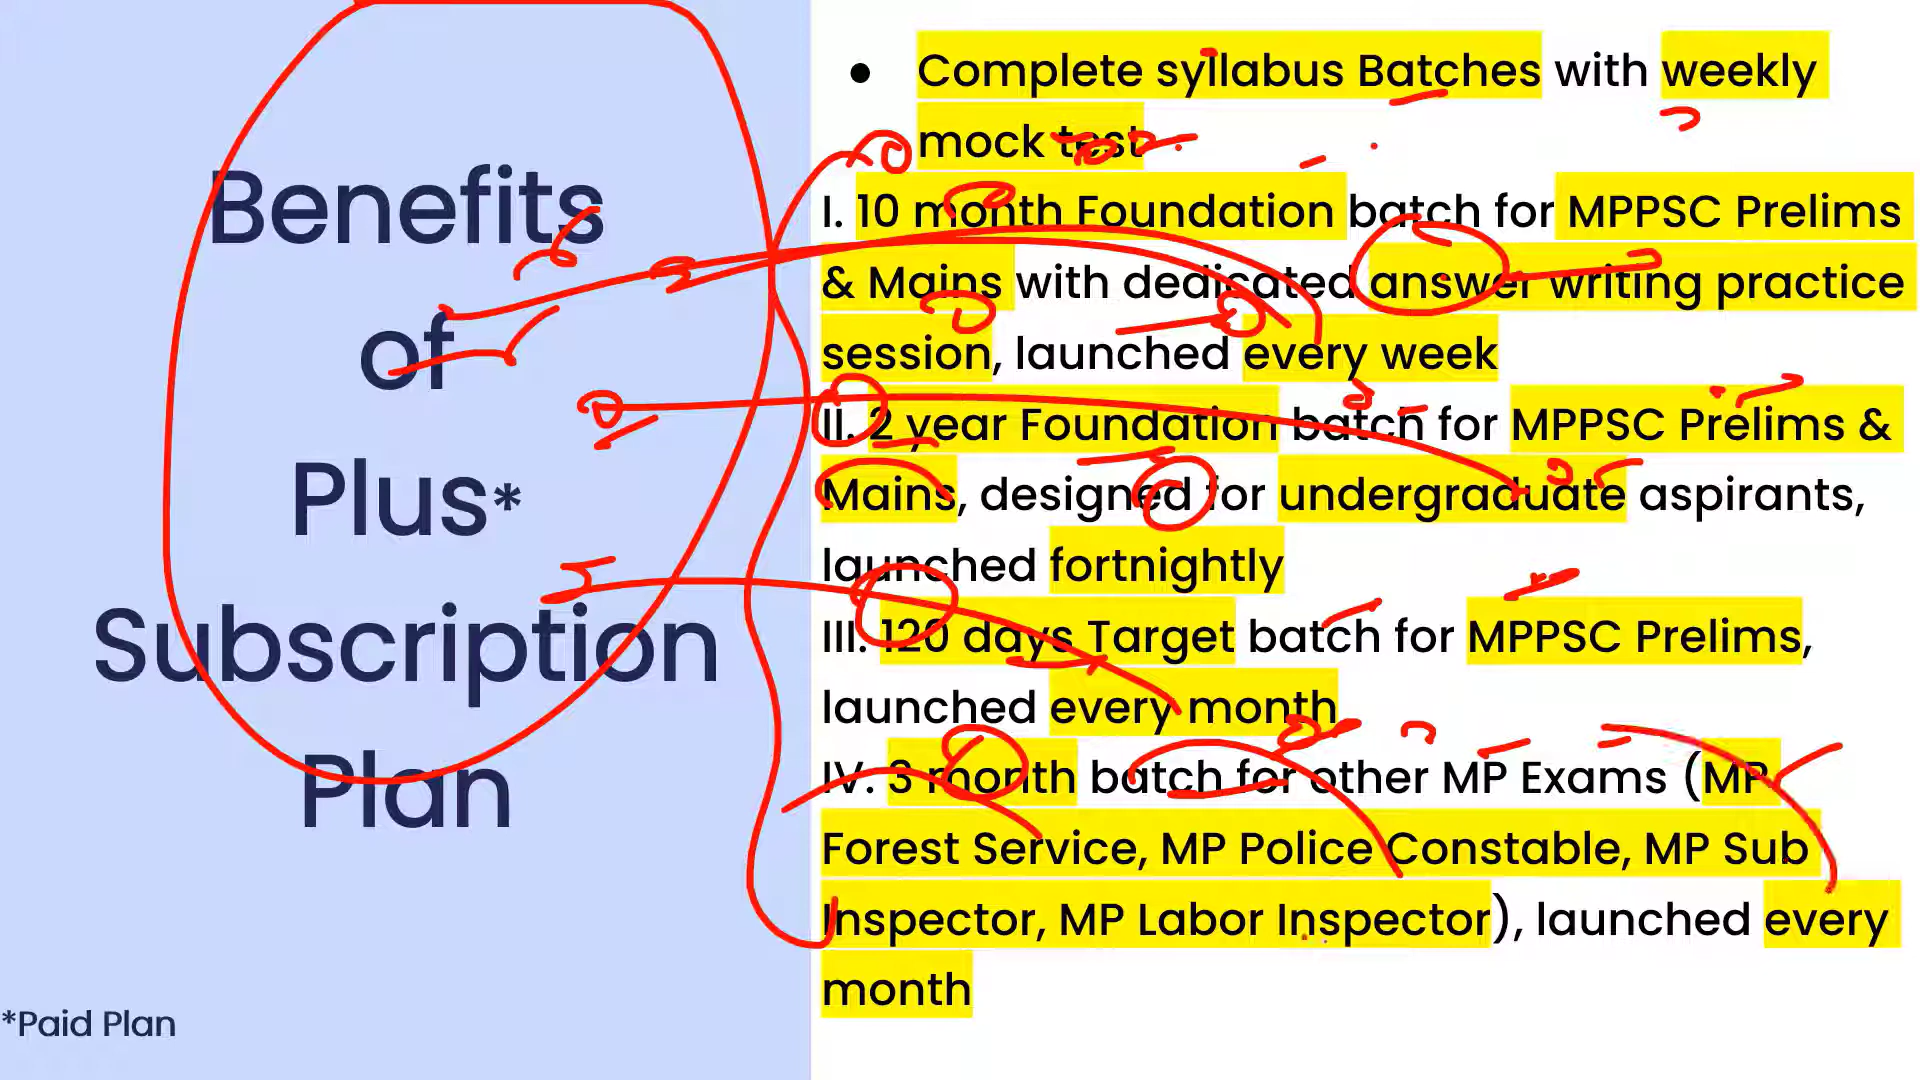 Benefits
of
Plus*
Subscription
Plan
*Paid Plan
● Complete syllabus Batches with weekly
mock test
I. 10 month Foundation batch for MPPSC Prelims
& Mains with dedicated answer writing practice
session, launched every week
II. 2 year Foundation batch for MPPSC Prelims &
Mains, designed for undergraduate aspirants,
launched fortnightly
III. 120 days Target batch for MPPSC Prelims,
launched every month
IV. 3 month batch for other MP Exams (MP
Forest Service, MP Police Constable, MP Sub
Inspector, MP Labor Inspector), launched every
month